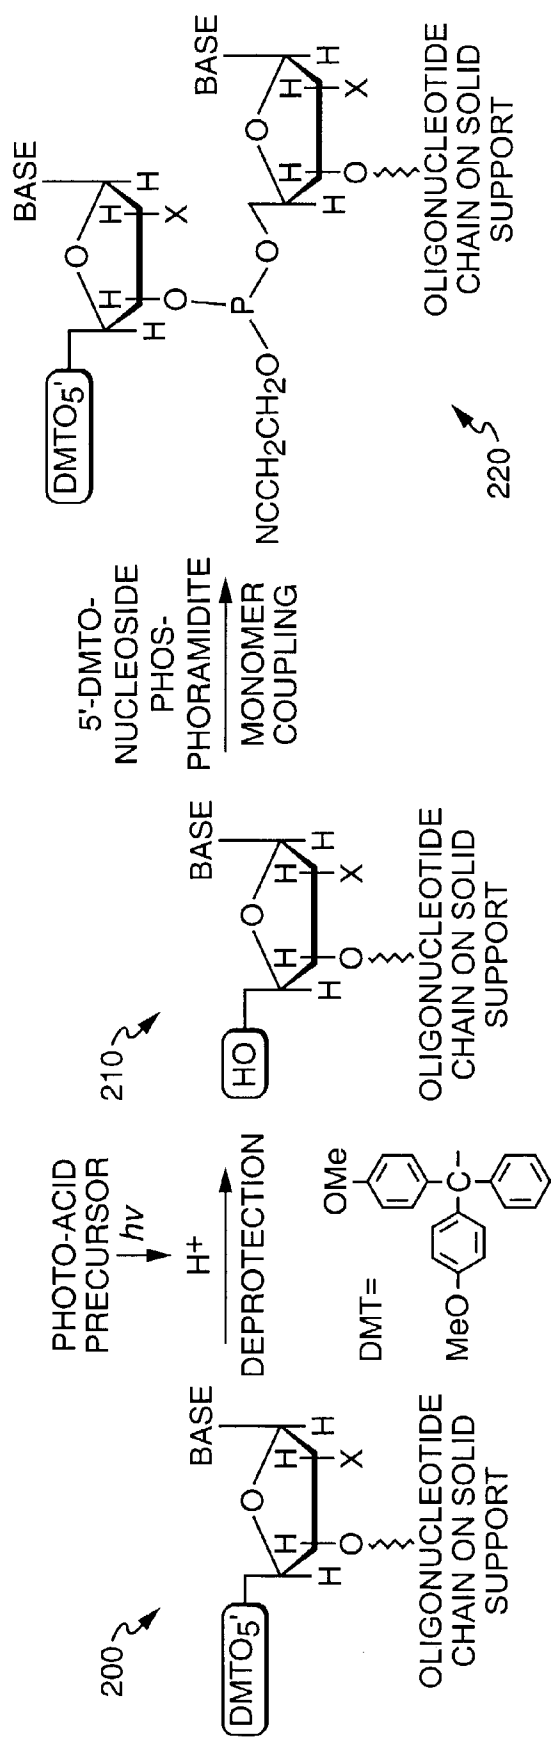 200
DMTO5'
BASE
O
H
H
H
H
X
O
OLIGONUCLEOTIDE
CHAIN ON SOLID
SUPPORT
PHOTO-ACID
PRECURSOR
hν
H+
DEPROTECTION
DMT=
OMe
MeO
C
210
HO
BASE
O
H
H
H
H
X
O
OLIGONUCLEOTIDE
CHAIN ON SOLID
SUPPORT
5'-DMTO-
NUCLEOSIDE
PHOS-
PHORAMIDITE
MONOMER
COUPLING
DMTO5'
BASE
O
H
H
H
H
X
O
P
O
NCCH2CH2O
BASE
O
H
H
H
H
X
O
OLIGONUCLEOTIDE
CHAIN ON SOLID
SUPPORT
220